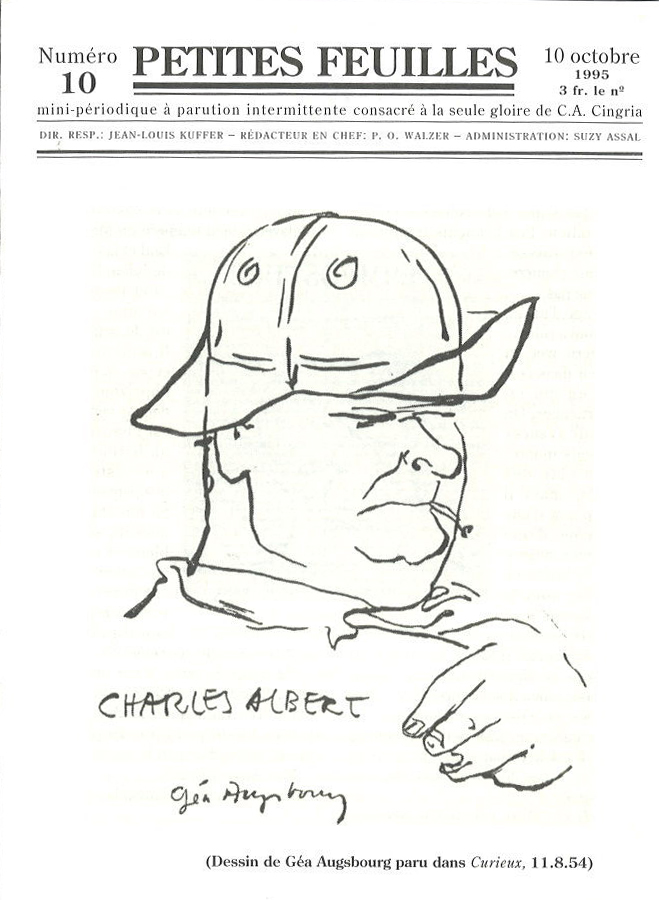 Numéro
10
PETITES FEUILLES
10 octobre
1995
3 fr. le nº
mini-périodique à parution intermittente consacré à la seule gloire de C.A. Cingria
DIR. RESP.: JEAN-LOUIS KUFFER – RÉDACTEUR EN CHEF: P. O. WALZER – ADMINISTRATION: SUZY ASSAL
CHARLES ALBERT
Géa Augsbourg
(Dessin de Géa Augsbourg paru dans Curieux, 11.8.54)